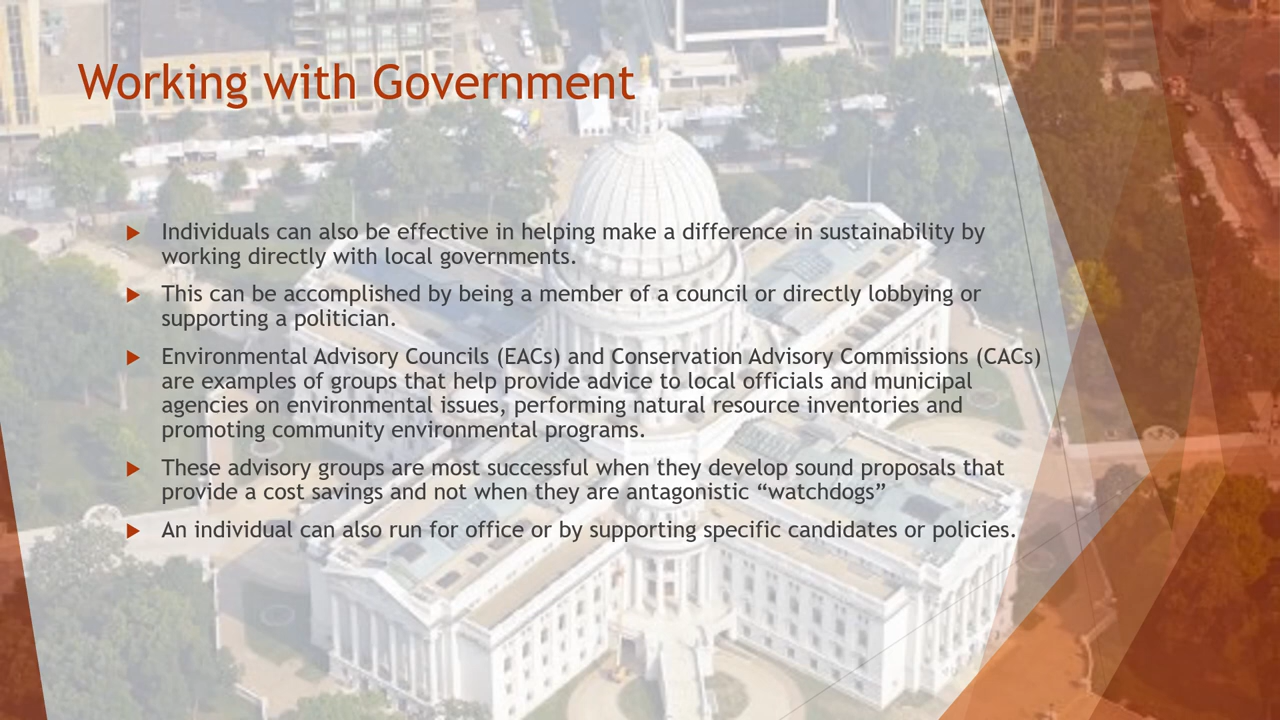 Working with Government
Individuals can also be effective in helping make a difference in sustainability by
working directly with local governments.
This can be accomplished by being a member of a council or directly lobbying or
supporting a politician.
Environmental Advisory Councils (EACs) and Conservation Advisory Commissions (CACs)
are examples of groups that help provide advice to local officials and municipal
agencies on environmental issues, performing natural resource inventories and
promoting community environmental programs.
These advisory groups are most successful when they develop sound proposals that
provide a cost savings and not when they are antagonistic “watchdogs”
An individual can also run for office or by supporting specific candidates or policies.